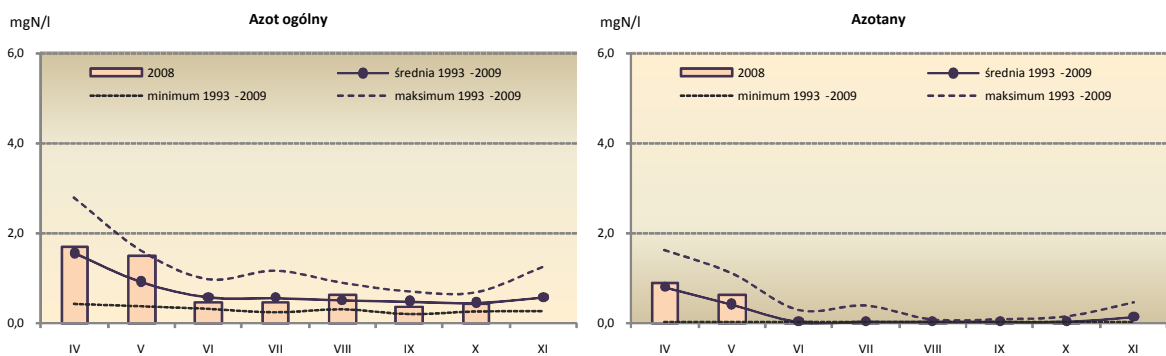 mgN/l
Azot ogólny
6,0
2008
średnia 1993 -2009
minimum 1993 -2009
maksimum 1993 -2009
4,0
2,0
0,0
IV V VI VII VIII IX X XI
mgN/l
Azotany
6,0
2008
średnia 1993 -2009
minimum 1993 -2009
maksimum 1993 -2009
4,0
2,0
0,0
IV V VI VII VIII IX X XI